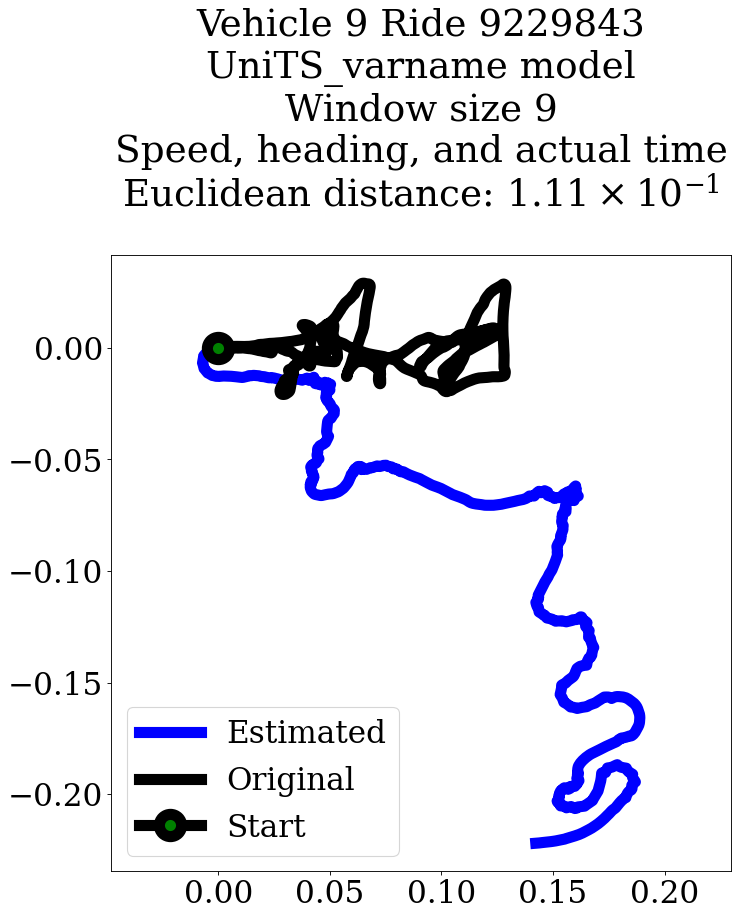 Vehicle 9 Ride 9229843
UniTS_varname model
Window size 9
Speed, heading, and actual time
Euclidean distance: 1.11 × 10⁻¹
0.00
−0.05
−0.10
−0.15
−0.20
Estimated
Original
Start
0.00 0.05 0.10 0.15 0.20